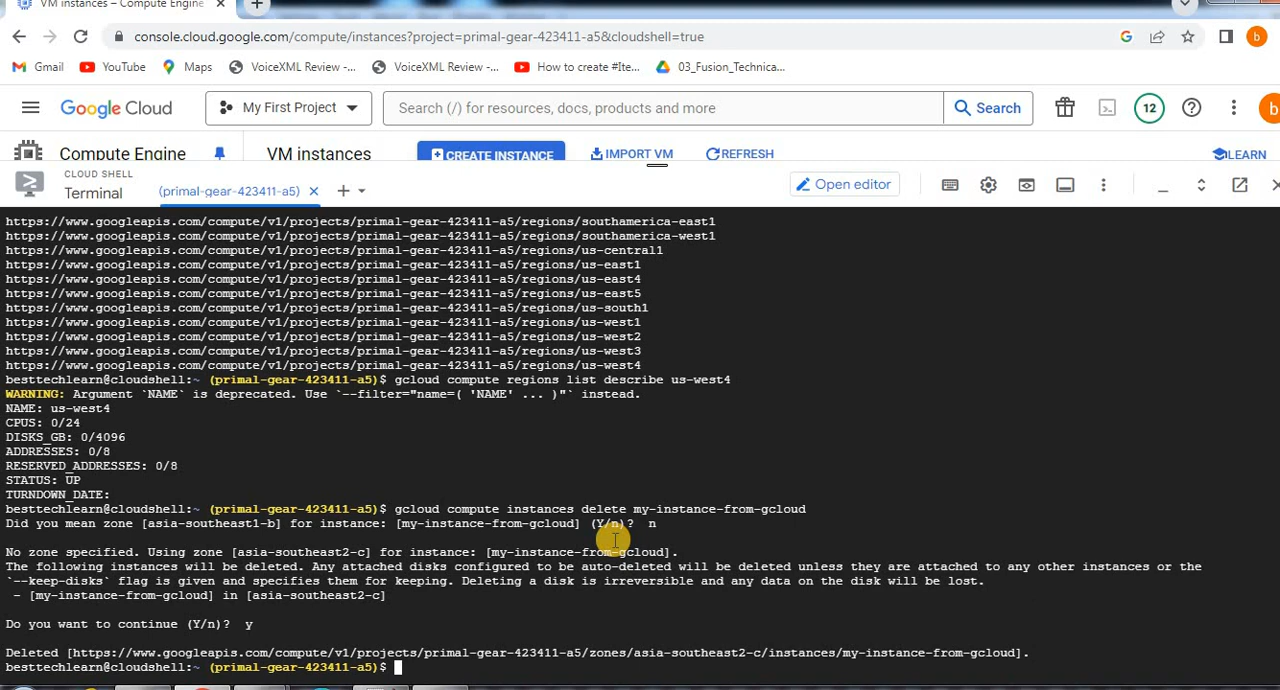 VM instances – Compute Engine
console.cloud.google.com/compute/instances?project=primal-gear-423411-a5&cloudshell=true
b
Gmail YouTube Maps VoiceXML Review -... VoiceXML Review -... How to create #Ite... 03_Fusion_Technica...
Google Cloud My First Project Search (/) for resources, docs, products and more Search 12 b
Compute Engine VM instances CREATE INSTANCE IMPORT VM REFRESH LEARN
CLOUD SHELL
Terminal (primal-gear-423411-a5) Open editor
https://www.googleapis.com/compute/v1/projects/primal-gear-423411-a5/regions/southamerica-east1
https://www.googleapis.com/compute/v1/projects/primal-gear-423411-a5/regions/southamerica-west1
https://www.googleapis.com/compute/v1/projects/primal-gear-423411-a5/regions/us-central1
https://www.googleapis.com/compute/v1/projects/primal-gear-423411-a5/regions/us-east1
https://www.googleapis.com/compute/v1/projects/primal-gear-423411-a5/regions/us-east4
https://www.googleapis.com/compute/v1/projects/primal-gear-423411-a5/regions/us-east5
https://www.googleapis.com/compute/v1/projects/primal-gear-423411-a5/regions/us-south1
https://www.googleapis.com/compute/v1/projects/primal-gear-423411-a5/regions/us-west1
https://www.googleapis.com/compute/v1/projects/primal-gear-423411-a5/regions/us-west2
https://www.googleapis.com/compute/v1/projects/primal-gear-423411-a5/regions/us-west3
https://www.googleapis.com/compute/v1/projects/primal-gear-423411-a5/regions/us-west4
besttechlearn@cloudshell:~ (primal-gear-423411-a5)$ gcloud compute regions list describe us-west4
WARNING: Argument `NAME` is deprecated. Use `--filter="name=( 'NAME' ... )"` instead.
NAME: us-west4
CPUS: 0/24
DISKS_GB: 0/4096
ADDRESSES: 0/8
RESERVED_ADDRESSES: 0/8
STATUS: UP
TURNDOWN_DATE:
besttechlearn@cloudshell:~ (primal-gear-423411-a5)$ gcloud compute instances delete my-instance-from-gcloud
Did you mean zone [asia-southeast1-b] for instance: [my-instance-from-gcloud] (Y/n)? n
No zone specified. Using zone [asia-southeast2-c] for instance: [my-instance-from-gcloud].
The following instances will be deleted. Any attached disks configured to be auto-deleted will be deleted unless they are attached to any other instances or the
`--keep-disks` flag is given and specifies them for keeping. Deleting a disk is irreversible and any data on the disk will be lost.
- [my-instance-from-gcloud] in [asia-southeast2-c]
Do you want to continue (Y/n)? y
Deleted [https://www.googleapis.com/compute/v1/projects/primal-gear-423411-a5/zones/asia-southeast2-c/instances/my-instance-from-gcloud].
besttechlearn@cloudshell:~ (primal-gear-423411-a5)$